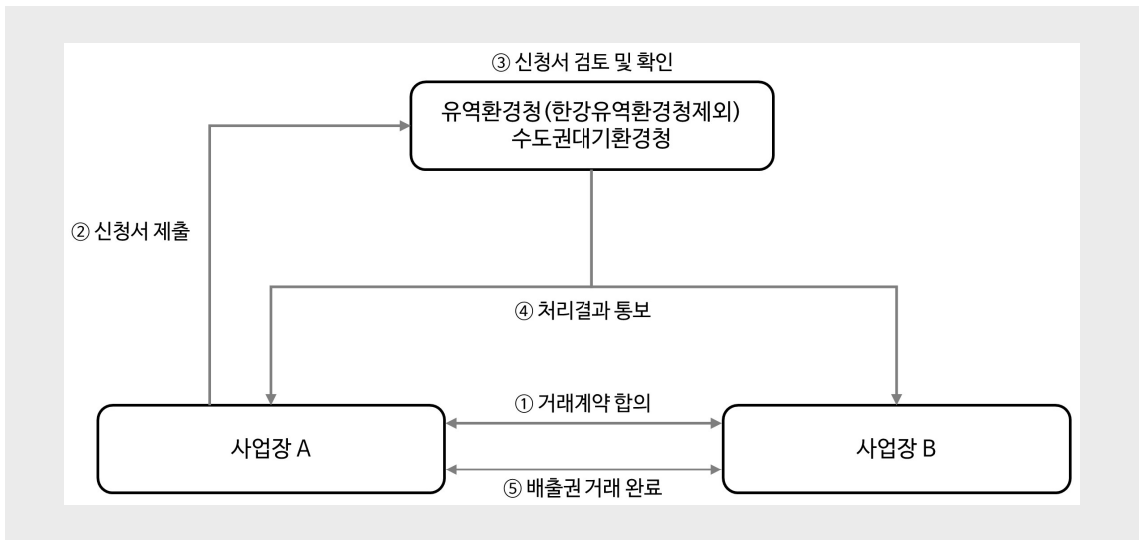 ③ 신청서 검토 및 확인
유역환경청(한강유역환경청제외)
수도권대기환경청
② 신청서 제출
④ 처리결과 통보
① 거래계약 합의
사업장 A
사업장 B
⑤ 배출권 거래 완료